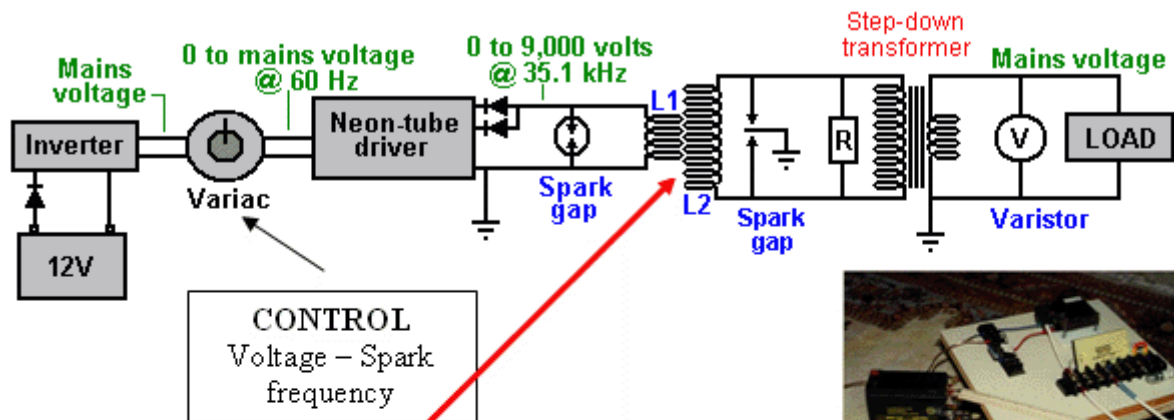 Mains
voltage
0 to mains voltage
@ 60 Hz
0 to 9,000 volts
@ 35.1 kHz
Step-down
transformer
Mains voltage
Inverter
Variac
Neon-tube
driver
Spark
gap
L1
L2
Spark
gap
R
V
Varistor
LOAD
12V
CONTROL
Voltage – Spark
frequency